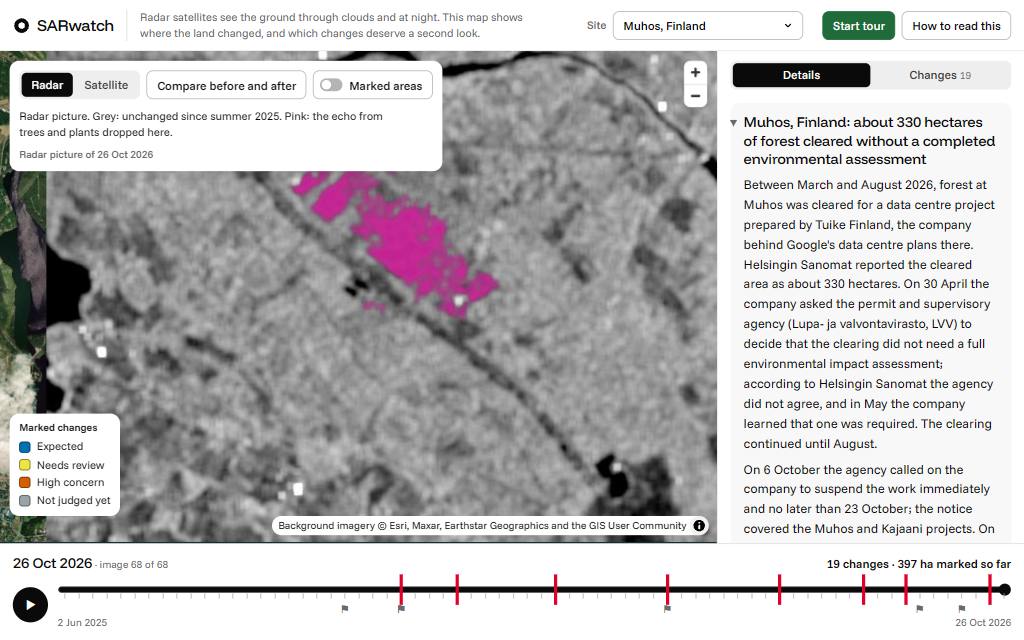 SARwatch
Radar satellites see the ground through clouds and at night. This map shows
where the land changed, and which changes deserve a second look.
Site
Muhos, Finland
Start tour
How to read this
Radar
Satellite
Compare before and after
Marked areas
Radar picture. Grey: unchanged since summer 2025. Pink: the echo from
trees and plants dropped here.
Radar picture of 26 Oct 2026
+
−
Marked changes
Expected
Needs review
High concern
Not judged yet
Background imagery © Esri, Maxar, Earthstar Geographics and the GIS User Community
Details
Changes 19
Muhos, Finland: about 330 hectares
of forest cleared without a completed
environmental assessment
Between March and August 2026, forest at
Muhos was cleared for a data centre project
prepared by Tuike Finland, the company
behind Google's data centre plans there.
Helsingin Sanomat reported the cleared
area as about 330 hectares. On 30 April the
company asked the permit and supervisory
agency (Lupa- ja valvontavirasto, LVV) to
decide that the clearing did not need a full
environmental impact assessment;
according to Helsingin Sanomat the agency
did not agree, and in May the company
learned that one was required. The clearing
continued until August.
On 6 October the agency called on the
company to suspend the work immediately
and no later than 23 October; the notice
covered the Muhos and Kajaani projects. On
26 Oct 2026 · image 68 of 68
19 changes · 397 ha marked so far
2 Jun 2025
26 Oct 2026